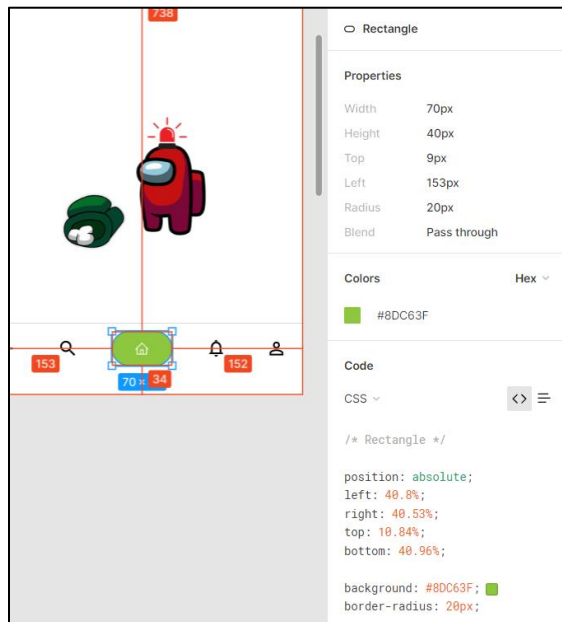 738
153
152
70 ×
34
Rectangle
Properties
Width 70px
Height 40px
Top 9px
Left 153px
Radius 20px
Blend Pass through
Colors Hex
#8DC63F
Code
CSS
/* Rectangle */
position: absolute;
left: 40.8%;
right: 40.53%;
top: 10.84%;
bottom: 40.96%;
background: #8DC63F;
border-radius: 20px;